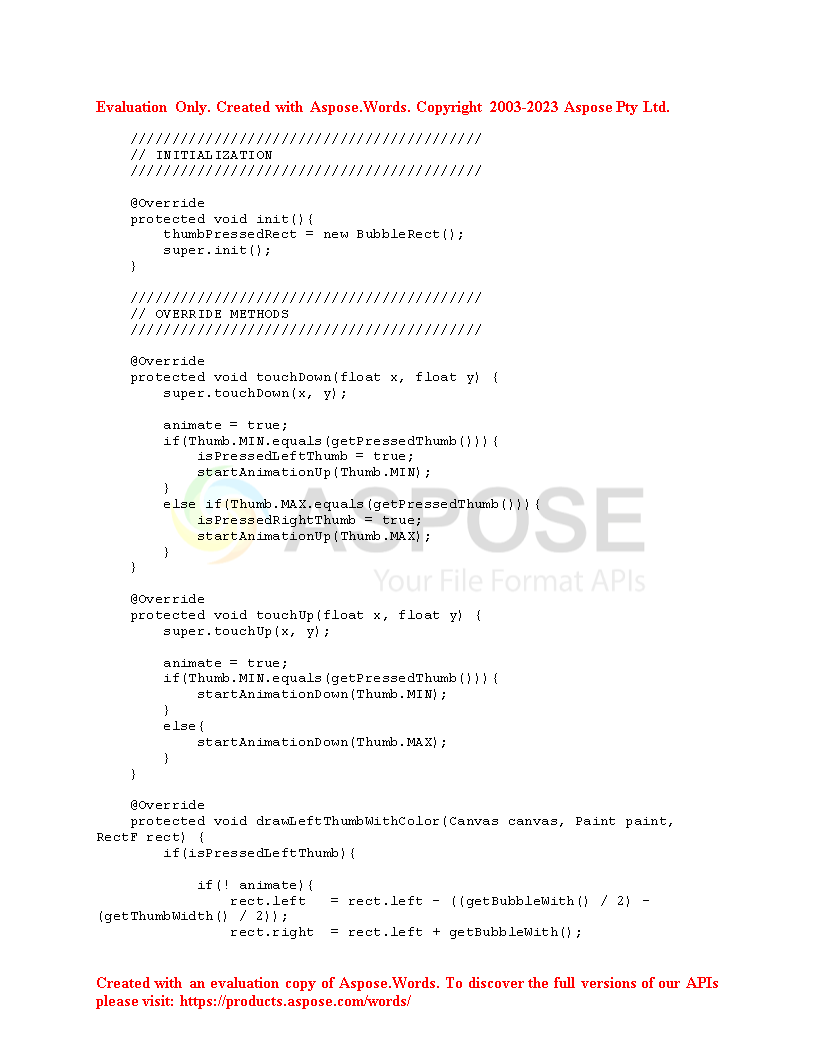 Evaluation Only. Created with Aspose.Words. Copyright 2003-2023 Aspose Pty Ltd.
//////////////////////////////////////////
// INITIALIZATION
//////////////////////////////////////////
@Override
protected void init(){
thumbPressedRect = new BubbleRect();
super.init();
}
//////////////////////////////////////////
// OVERRIDE METHODS
//////////////////////////////////////////
@Override
protected void touchDown(float x, float y) {
super.touchDown(x, y);
animate = true;
if(Thumb.MIN.equals(getPressedThumb())){
isPressedLeftThumb = true;
startAnimationUp(Thumb.MIN);
}
else if(Thumb.MAX.equals(getPressedThumb())){
isPressedRightThumb = true;
startAnimationUp(Thumb.MAX);
}
}
ASPOSE
Your File Format APIs
@Override
protected void touchUp(float x, float y) {
super.touchUp(x, y);
animate = true;
if(Thumb.MIN.equals(getPressedThumb())){
startAnimationDown(Thumb.MIN);
}
else{
startAnimationDown(Thumb.MAX);
}
}
@Override
protected void drawLeftThumbWithColor(Canvas canvas, Paint paint,
RectF rect) {
if(isPressedLeftThumb){
if(! animate){
rect.left   = rect.left - ((getBubbleWith() / 2) -
(getThumbWidth() / 2));
rect.right  = rect.left + getBubbleWith();
Created with an evaluation copy of Aspose.Words. To discover the full versions of our APIs
please visit: https://products.aspose.com/words/